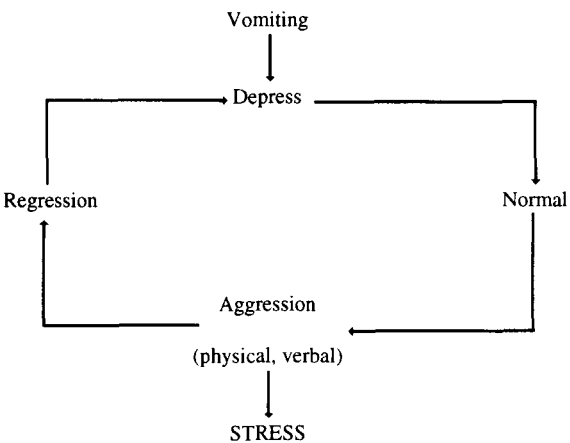 Vomiting
Depress
Regression
Normal
Aggression
(physical, verbal)
STRESS